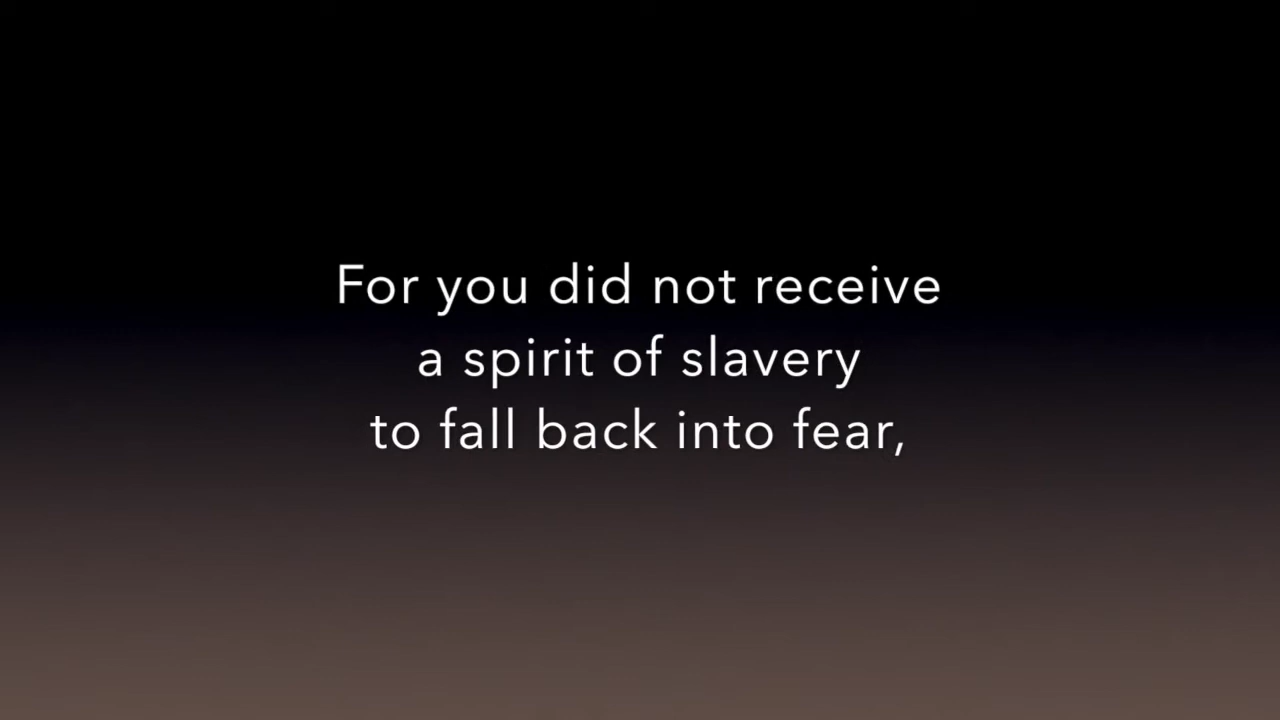 For you did not receive
a spirit of slavery
to fall back into fear,